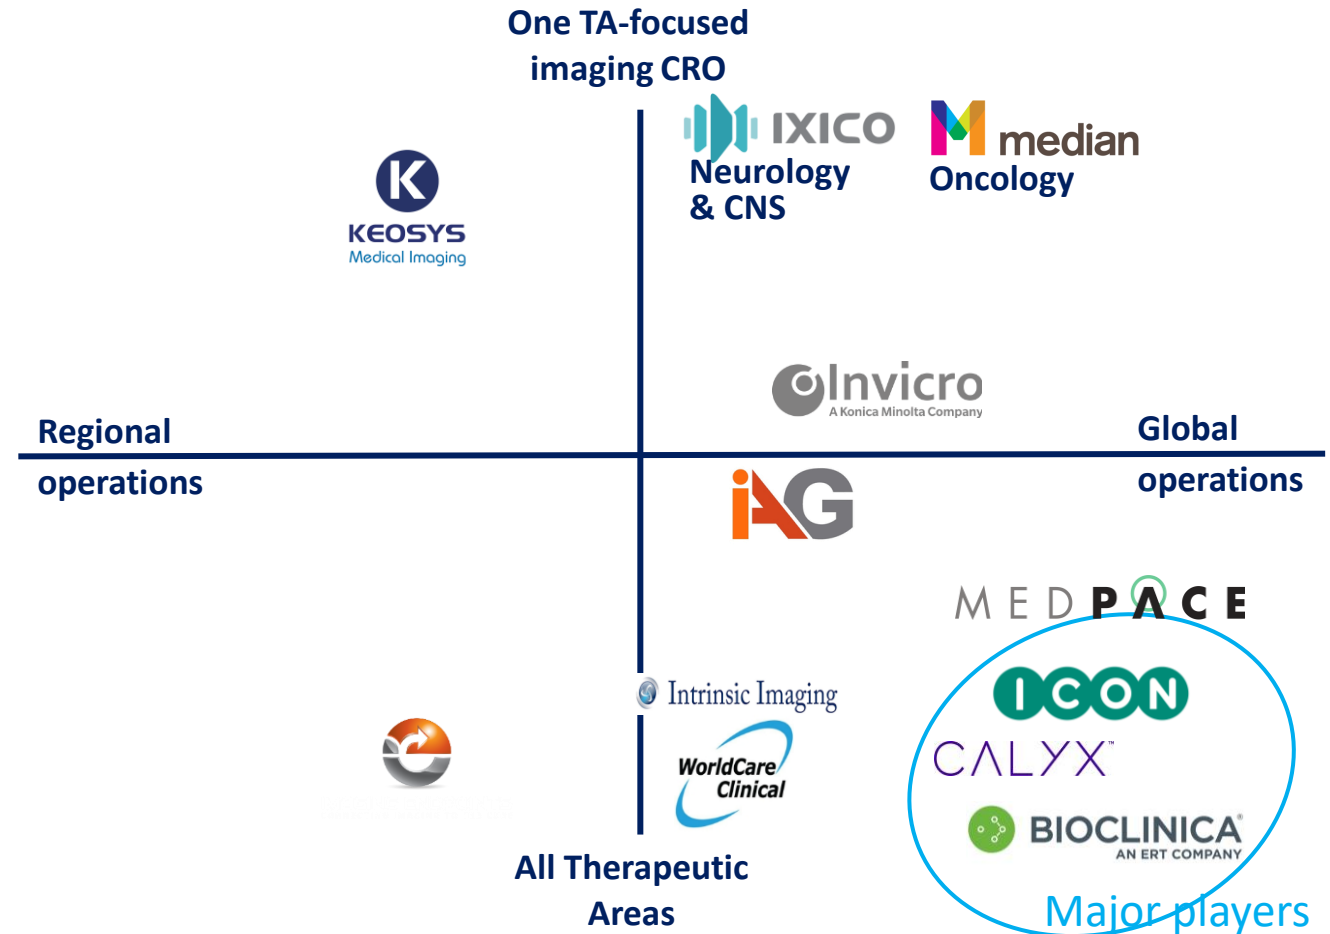 One TA-focused
imaging CRO
IXICO
median
Neurology
& CNS
Oncology
K
KEOSYS
Medical Imaging
Invicro
A Konica Minolta Company
Regional
operations
Global
operations
iAG
MEDPACE
ICON
Intrinsic Imaging
CALYX™
WorldCare
Clinical
BIOCLINICA®
AN ERT COMPANY
All Therapeutic
Areas
Major players